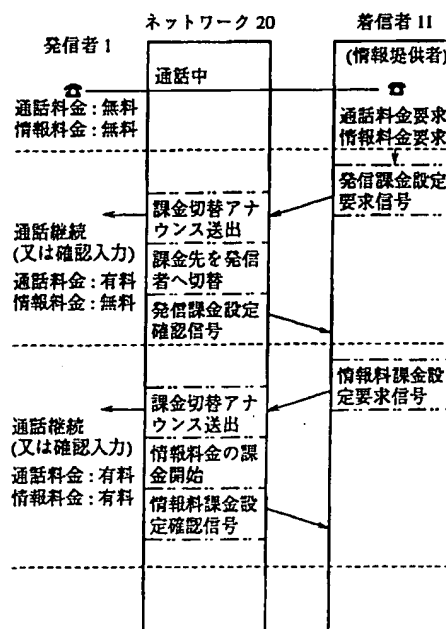 ネットワーク 20
着信者 11
発信者 1
(情報提供者)
通話中
通話料金 : 無料
情報料金 : 無料
通話料金要求
情報料金要求
発信課金設定
要求信号
課金切替アナ
ウンス送出
通話継続
(又は確認入力)
通話料金 : 有料
情報料金 : 無料
課金先を発信
者へ切替
発信課金設定
確認信号
情報料課金設
定要求信号
課金切替アナ
ウンス送出
通話継続
(又は確認入力)
通話料金 : 有料
情報料金 : 有料
情報料金の課
金開始
情報料課金設
定確認信号